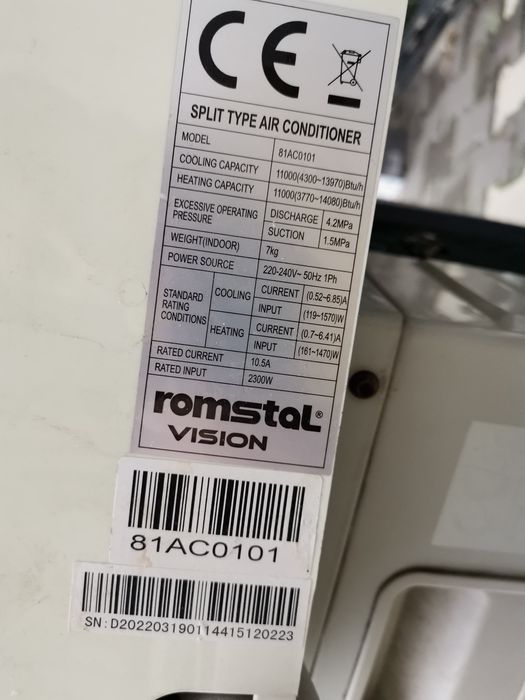 CE
SPLIT TYPE AIR CONDITIONER
MODEL 81AC0101
COOLING CAPACITY 11000(4300~13970)Btu/h
HEATING CAPACITY 11000(3770~14080)Btu/h
EXCESSIVE OPERATING PRESSURE DISCHARGE 4.2MPa
SUCTION 1.5MPa
WEIGHT(INDOOR) 7kg
POWER SOURCE 220-240V~ 50Hz 1Ph
STANDARD RATING CONDITIONS COOLING CURRENT (0.52~6.85)A
INPUT (119~1570)W
HEATING CURRENT (0.7~6.41)A
INPUT (161~1470)W
RATED CURRENT 10.5A
RATED INPUT 2300W
romstal®
VISION
81AC0101
SN: D202203190114415120223